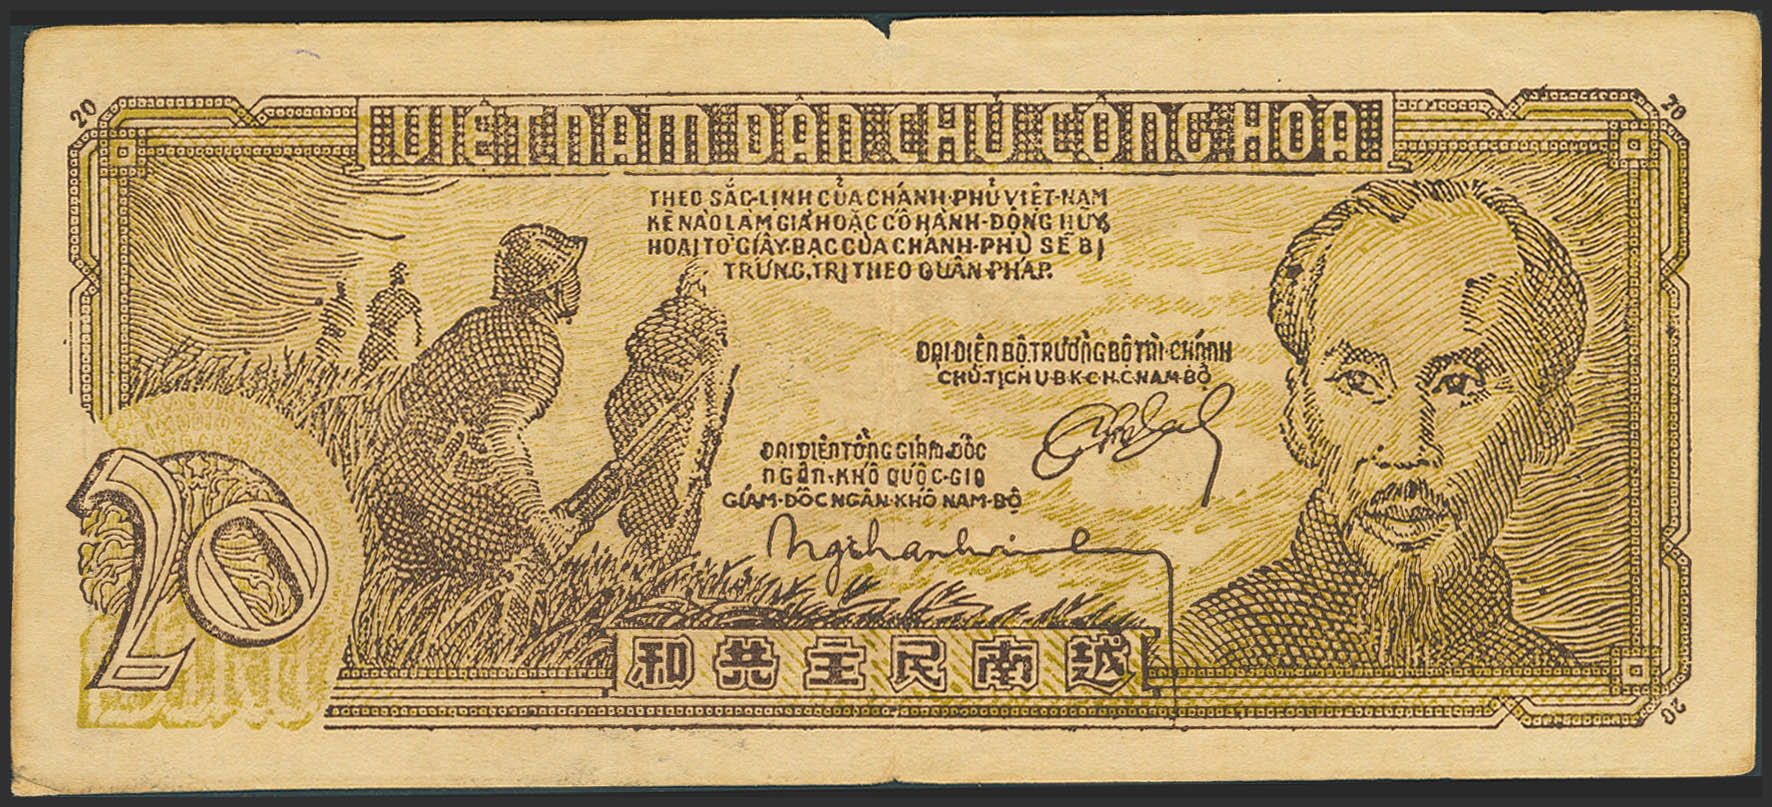 20
20
VIỆT NAM DÂN CHỦ CỘNG HÒA
THEO SẮC-LỊNH CỦA CHÁNH-PHỦ VIỆT-NAM
KẺ NÀO LÀM GIẢ HOẶC CÓ HÀNH-ĐỘNG HỦY
HOẠI TỜ GIẤY-BẠC CỦA CHÁNH-PHỦ SẼ BỊ
TRỪNG TRỊ THEO QUÂN-PHÁP.
ĐẠI-DIỆN BỘ-TRƯỞNG BỘ TÀI-CHÁNH
CHỦ-TỊCH U.B.K.C.H.C. NAM-BỘ
ĐẠI DIỆN TỔNG GIÁM-ĐỐC
NGÂN-KHỐ QUỐC-GIA
GIÁM-ĐỐC NGÂN-KHỐ NAM-BỘ
20
和共主民南越
20